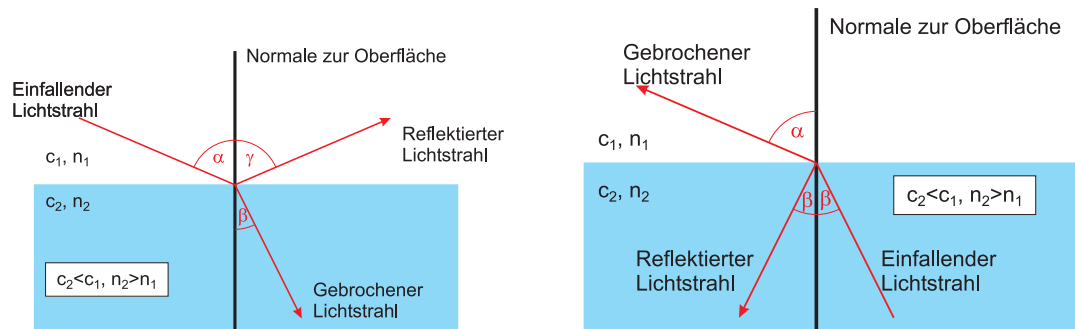 Normale zur Oberfläche
Einfallender
Lichtstrahl
Reflektierter
Lichtstrahl
α γ
c₁, n₁
c₂, n₂
β
c₂<c₁, n₂>n₁
Gebrochener
Lichtstrahl
Normale zur Oberfläche
Gebrochener
Lichtstrahl
α
c₁, n₁
c₂, n₂
c₂<c₁, n₂>n₁
β β
Reflektierter
Lichtstrahl
Einfallender
Lichtstrahl